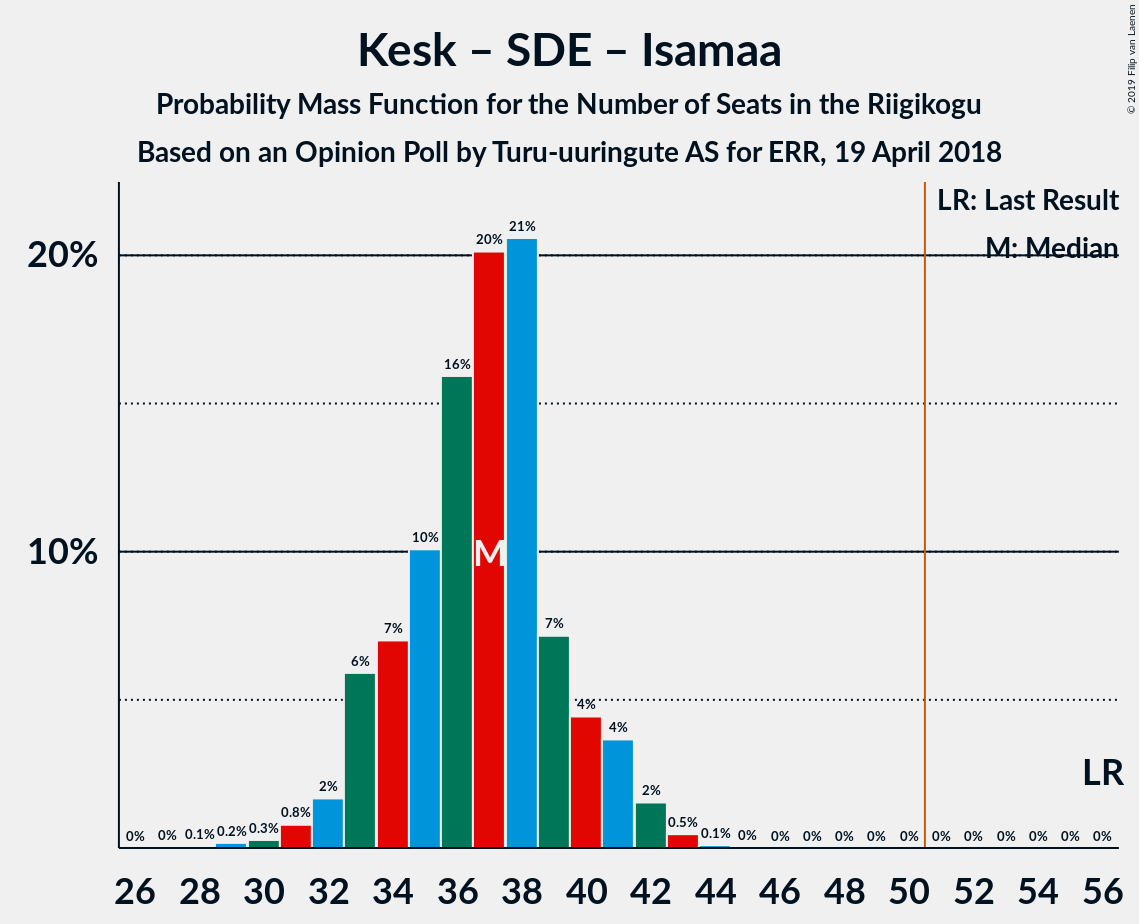 Kesk – SDE – Isamaa
Probability Mass Function for the Number of Seats in the Riigikogu
Based on an Opinion Poll by Turu-uuringute AS for ERR, 19 April 2018
© 2019 Filip van Laenen
LR: Last Result
M: Median
20%
10%
0% 0% 0.1% 0.2% 0.3% 0.8% 2% 6% 7% 10% 16% 20% 21% 7% 4% 4% 2% 0.5% 0.1% 0% 0% 0% 0% 0% 0% 0% 0% 0% 0% 0% 0%
M
LR
26 28 30 32 34 36 38 40 42 44 46 48 50 52 54 56